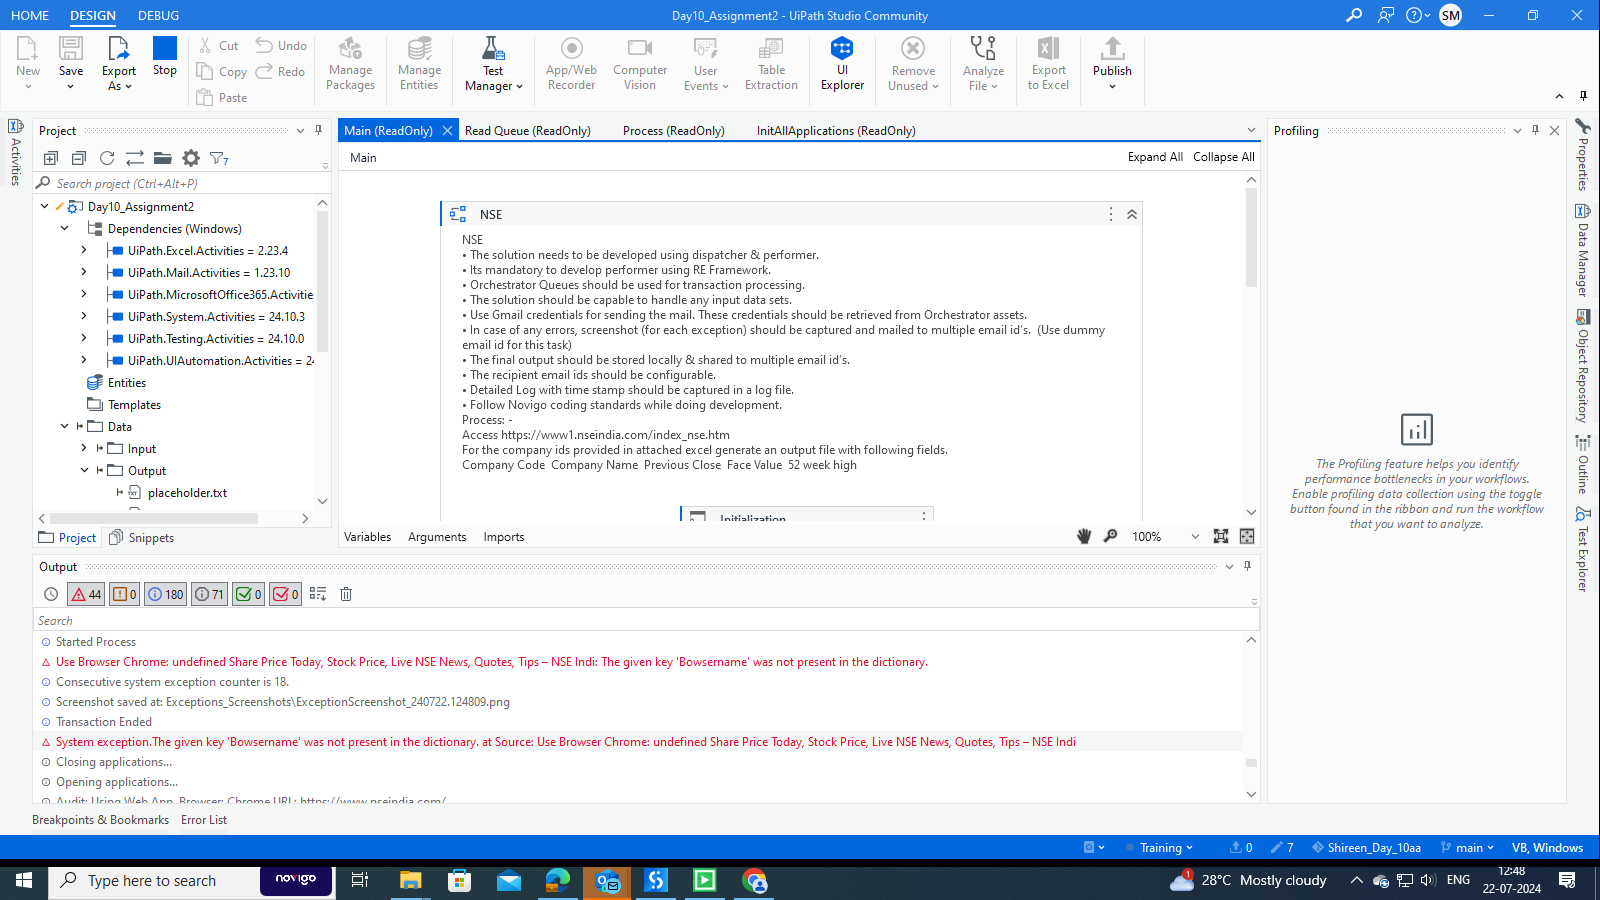 HOME DESIGN DEBUG
Day10_Assignment2 - UiPath Studio Community
SM
New
Save
Export As
Stop
Cut
Copy
Paste
Undo
Redo
Manage Packages
Manage Entities
Test Manager
App/Web Recorder
Computer Vision
User Events
Table Extraction
UI Explorer
Remove Unused
Analyze File
Export to Excel
Publish
Activities
Project
7
Search project (Ctrl+Alt+P)
Day10_Assignment2
Dependencies (Windows)
UiPath.Excel.Activities = 2.23.4
UiPath.Mail.Activities = 1.23.10
UiPath.MicrosoftOffice365.Activitie
UiPath.System.Activities = 24.10.3
UiPath.Testing.Activities = 24.10.0
UiPath.UIAutomation.Activities = 24
Entities
Templates
Data
Input
Output
placeholder.txt
Project Snippets
Main (ReadOnly) Read Queue (ReadOnly) Process (ReadOnly) InitAllApplications (ReadOnly)
Main
Expand All Collapse All
NSE
NSE
• The solution needs to be developed using dispatcher & performer.
• Its mandatory to develop performer using RE Framework.
• Orchestrator Queues should be used for transaction processing.
• The solution should be capable to handle any input data sets.
• Use Gmail credentials for sending the mail. These credentials should be retrieved from Orchestrator assets.
• In case of any errors, screenshot (for each exception) should be captured and mailed to multiple email id's.  (Use dummy
email id for this task)
• The final output should be stored locally & shared to multiple email id's.
• The recipient email ids should be configurable.
• Detailed Log with time stamp should be captured in a log file.
• Follow Novigo coding standards while doing development.
Process: -
Access https://www1.nseindia.com/index_nse.htm
For the company ids provided in attached excel generate an output file with following fields.
Company Code  Company Name  Previous Close  Face Value  52 week high
Initialization
Variables Arguments Imports
100%
Profiling
The Profiling feature helps you identify
performance bottlenecks in your workflows.
Enable profiling data collection using the toggle
button found in the ribbon and run the workflow
that you want to analyze.
Properties
Data Manager
Object Repository
Outline
Test Explorer
Output
44 0 180 71 0 0
Search
Started Process
Use Browser Chrome: undefined Share Price Today, Stock Price, Live NSE News, Quotes, Tips – NSE Indi: The given key 'Bowsername' was not present in the dictionary.
Consecutive system exception counter is 18.
Screenshot saved at: Exceptions_Screenshots\ExceptionScreenshot_240722.124809.png
Transaction Ended
System exception.The given key 'Bowsername' was not present in the dictionary. at Source: Use Browser Chrome: undefined Share Price Today, Stock Price, Live NSE News, Quotes, Tips – NSE Indi
Closing applications...
Opening applications...
Audit: Using Web App. Browser: Chrome URL: https://www.nseindia.com/
Breakpoints & Bookmarks Error List
Training 0 7 Shireen_Day_10aa main VB, Windows
Type here to search
novigo
1
28°C Mostly cloudy
ENG
12:48
22-07-2024